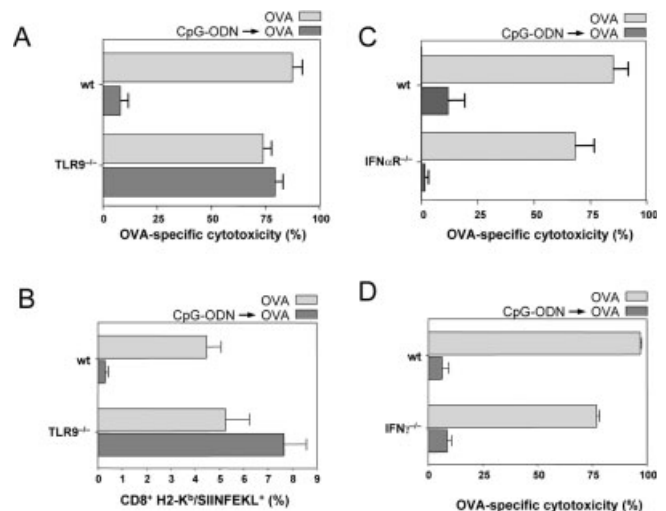 A
OVA
CpG-ODN → OVA
wt
TLR9⁻/⁻
0 25 50 75 100
OVA-specific cytotoxicity (%)
C
OVA
CpG-ODN → OVA
wt
IFNαR⁻/⁻
0 25 50 75 100
OVA-specific cytotoxicity (%)
B
OVA
CpG-ODN → OVA
wt
TLR9⁻/⁻
0 1 2 3 4 5 6 7 8 9
CD8⁺ H2-Kᵇ/SIINFEKL⁺ (%)
D
OVA
CpG-ODN → OVA
wt
IFNγ⁻/⁻
0 25 50 75 100
OVA-specific cytotoxicity (%)